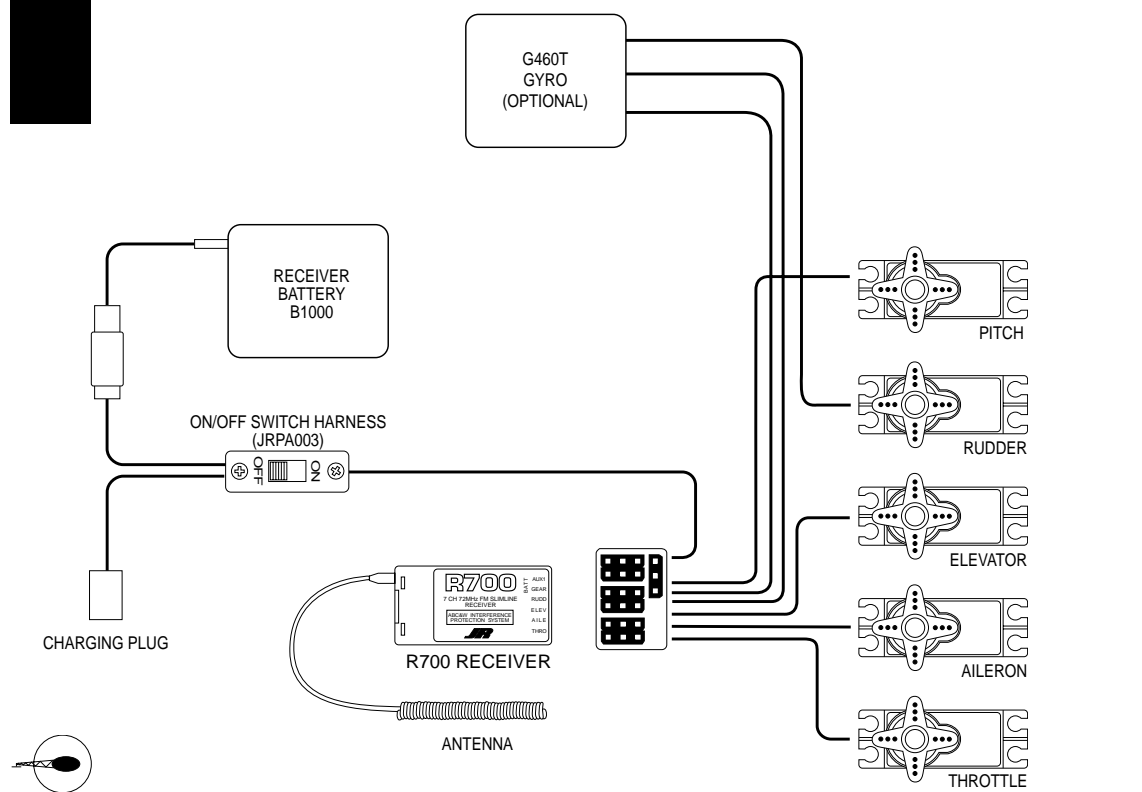 G460T
GYRO
(OPTIONAL)
RECEIVER
BATTERY
B1000
PITCH
ON/OFF SWITCH HARNESS
(JRPA003)
OFF
ON
RUDDER
ELEVATOR
R700
7 CH 72MHz FM SLIMLINE
RECEIVER
ABC&W INTERFERENCE
PROTECTION SYSTEM
JR
BATT
AUX1
GEAR
RUDD
ELEV
AILE
THRO
CHARGING PLUG
R700 RECEIVER
AILERON
ANTENNA
THROTTLE